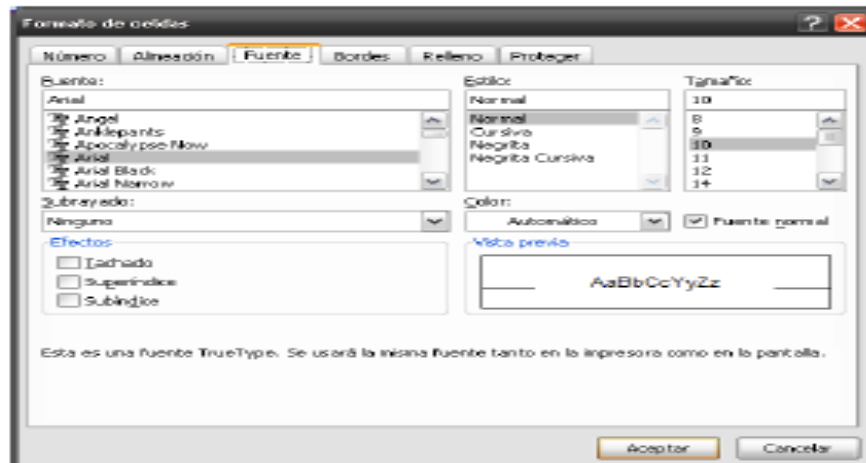 Formato de celdas
Número Alineación Fuente Bordes Relleno Proteger
Fuente: Estilo: Tamaño:
Arial Normal 10
Angel Normal 8
Anklepants Cursiva 9
Apocalypse Now Negrita 10
Arial Negrita Cursiva 11
Arial Black 12
Arial Narrow 14
Subrayado: Color:
Ninguno Automático Fuente normal
Efectos Vista previa
Tachado
Superíndice AaBbCcYyZz
Subíndice
Esta es una fuente TrueType. Se usará la misma fuente tanto en la impresora como en la pantalla.
Aceptar Cancelar